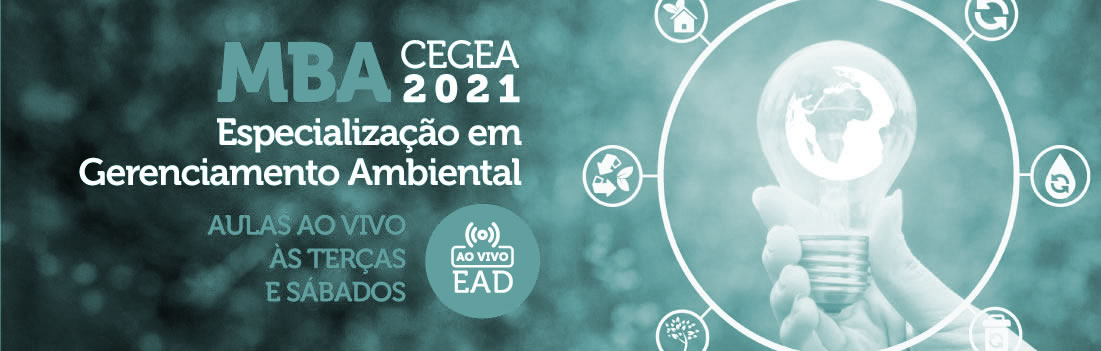 MBA CEGEA
2021
Especialização em
Gerenciamento Ambiental
AULAS AO VIVO
ÀS TERÇAS
E SÁBADOS
AO VIVO
EAD